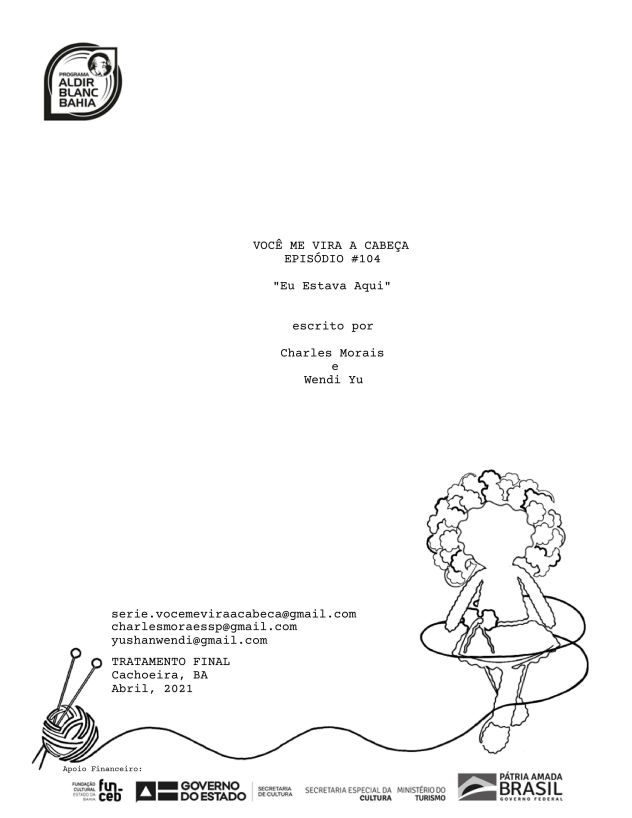 PROGRAMA
ALDIR
BLANC
BAHIA
VOCÊ ME VIRA A CABEÇA
EPISÓDIO #104
"Eu Estava Aqui"
escrito por
Charles Morais
e
Wendi Yu
serie.vocemeviraacabeca@gmail.com
charlesmoraessp@gmail.com
yushanwendi@gmail.com
TRATAMENTO FINAL
Cachoeira, BA
Abril, 2021
Apoio Financeiro:
FUNDAÇÃO
CULTURAL
ESTADO DA
BAHIA
fun-
ceb
GOVERNO
DO ESTADO
SECRETARIA
DE CULTURA
SECRETARIA ESPECIAL DA
CULTURA
MINISTÉRIO DO
TURISMO
PÁTRIA AMADA
BRASIL
GOVERNO FEDERAL